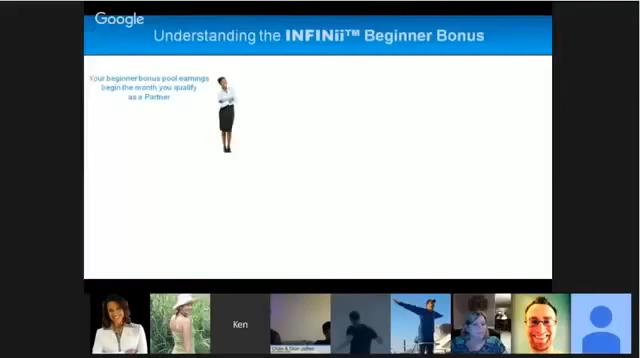 Google
Understanding the INFINii™ Beginner Bonus
Your beginner bonus pool earnings
begin the month you qualify
as a Partner
Ken